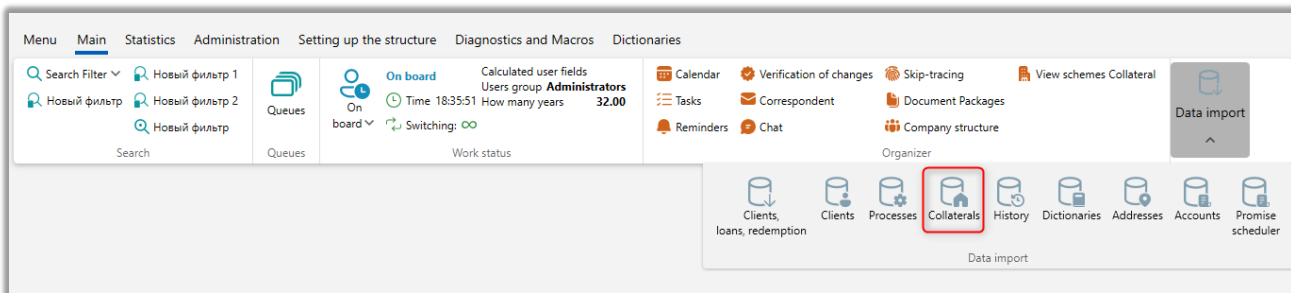 Menu Main Statistics Administration Setting up the structure Diagnostics and Macros Dictionaries
Search Filter
Новый фильтр
Новый фильтр 1
Новый фильтр 2
Новый фильтр
Search
Queues
Queues
On
board
On board
Time 18:35:51
Switching:
Calculated user fields
Users group Administrators
How many years 32.00
Work status
Calendar
Tasks
Reminders
Verification of changes
Correspondent
Chat
Skip-tracing
Document Packages
Company structure
View schemes Collateral
Organizer
Data import
Clients,
loans, redemption
Clients
Processes
Collaterals
History
Dictionaries
Addresses
Accounts
Promise
scheduler
Data import